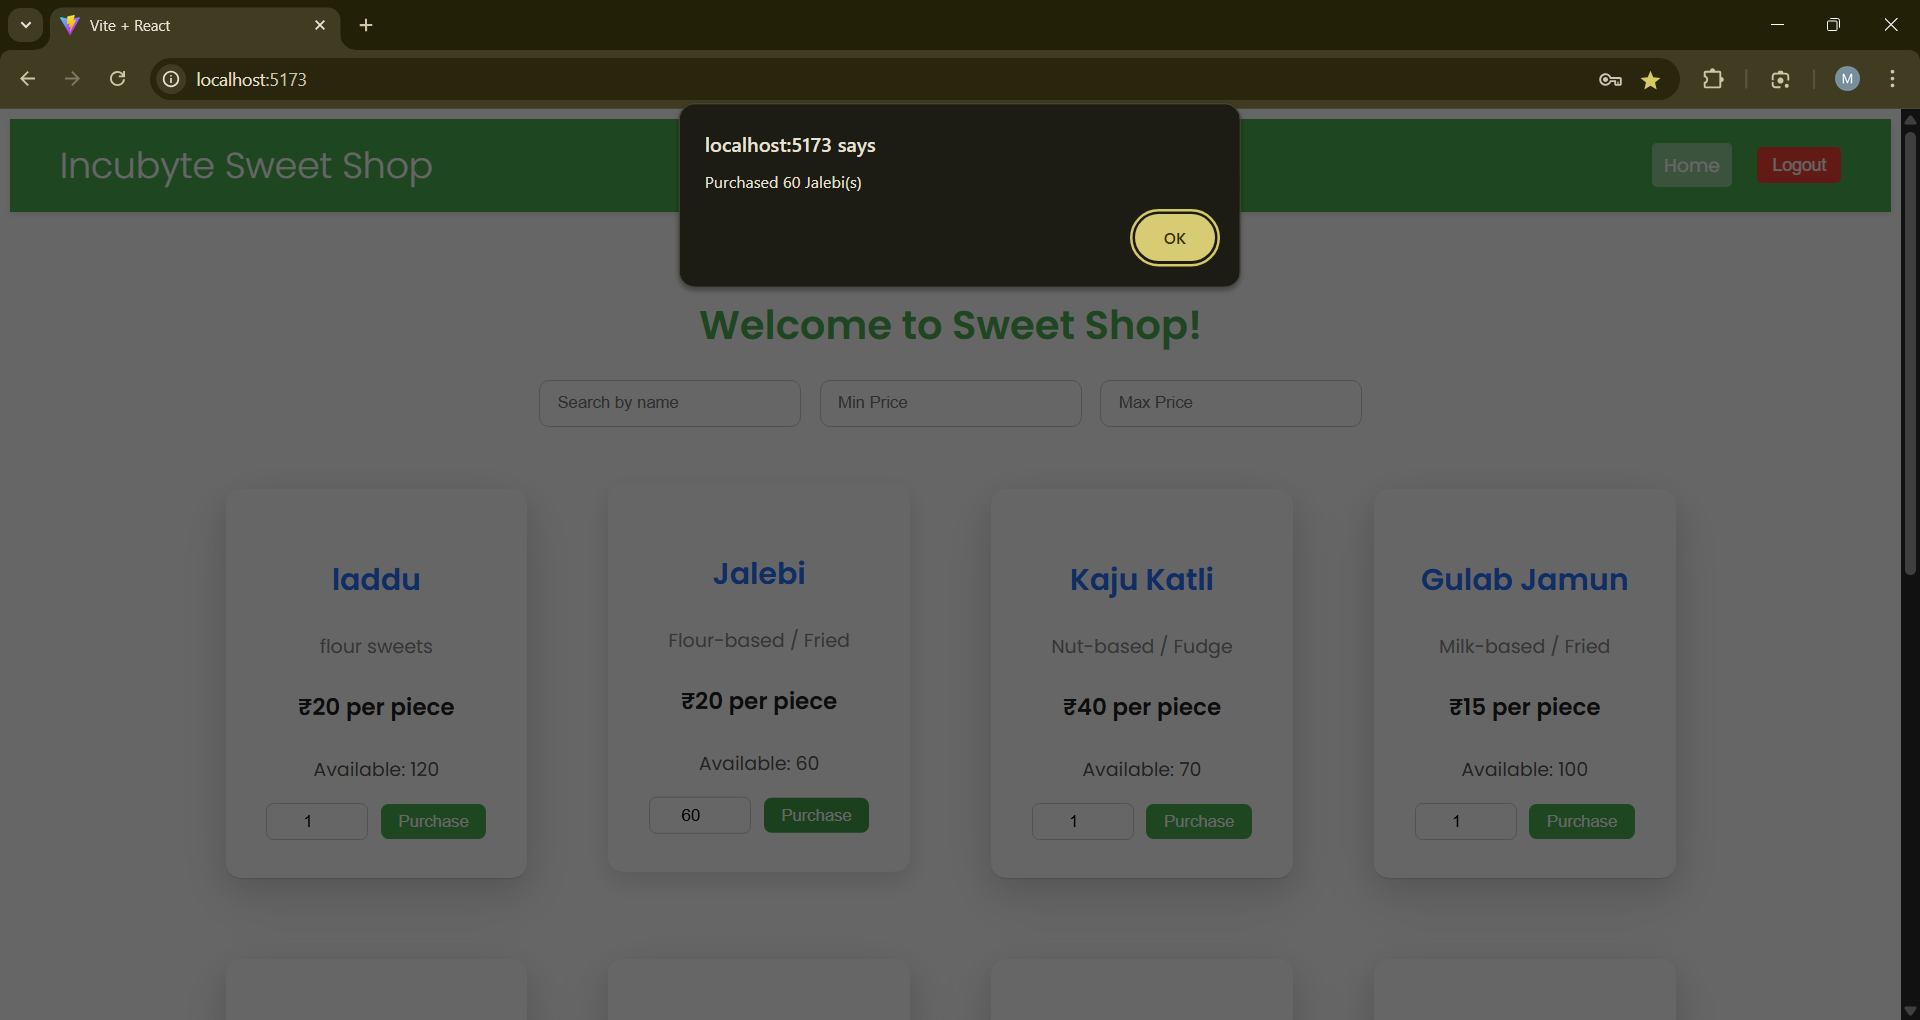 Vite + React
localhost:5173
localhost:5173 says
Purchased 60 Jalebi(s)
OK
Incubyte Sweet Shop
Home
Logout
M
Welcome to Sweet Shop!
Search by name
Min Price
Max Price
laddu
flour sweets
₹20 per piece
Available: 120
1
Purchase
Jalebi
Flour-based / Fried
₹20 per piece
Available: 60
60
Purchase
Kaju Katli
Nut-based / Fudge
₹40 per piece
Available: 70
1
Purchase
Gulab Jamun
Milk-based / Fried
₹15 per piece
Available: 100
1
Purchase